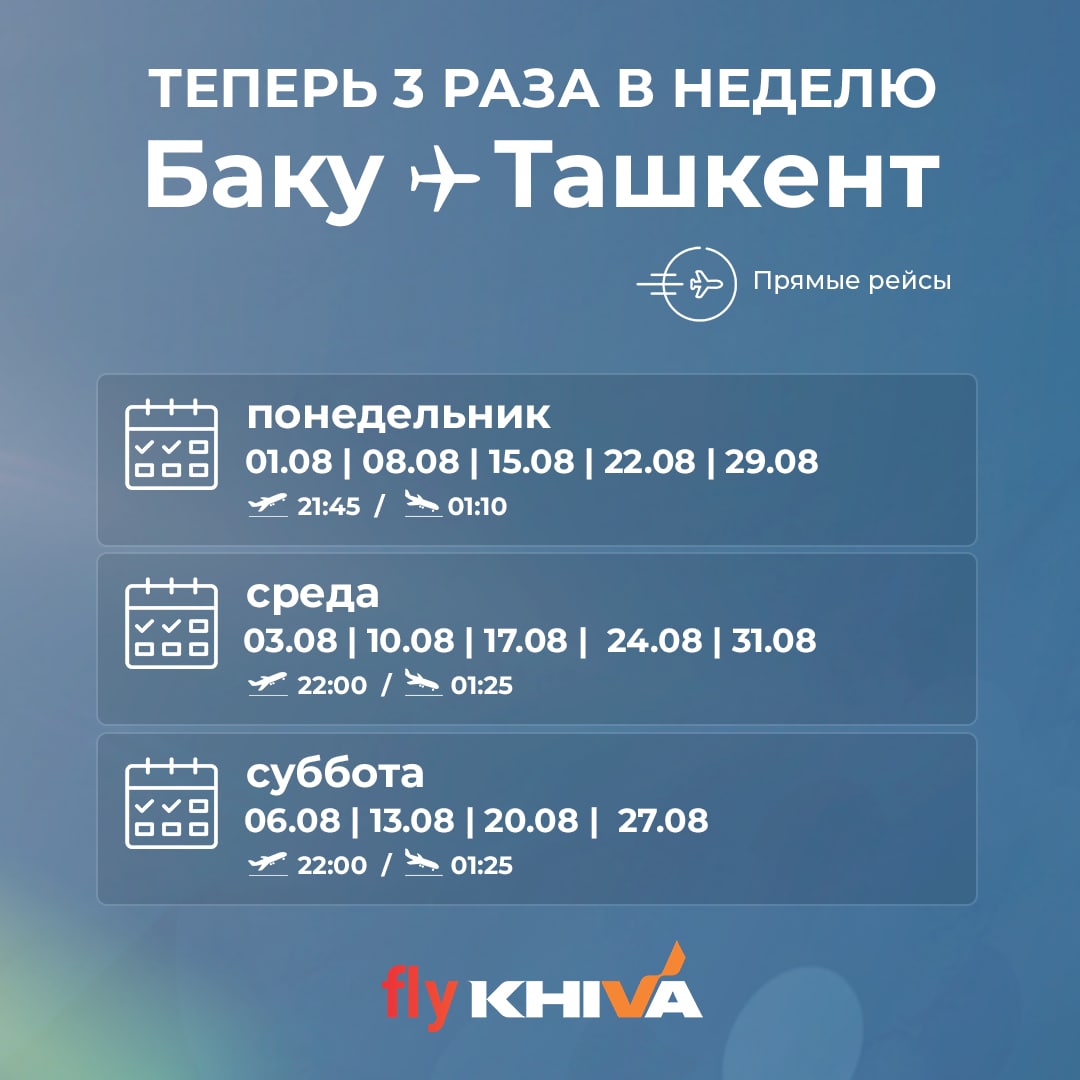 ТЕПЕРЬ 3 РАЗА В НЕДЕЛЮ
Баку Ташкент
Прямые рейсы
понедельник
01.08 | 08.08 | 15.08 | 22.08 | 29.08
21:45 / 01:10
среда
03.08 | 10.08 | 17.08 | 24.08 | 31.08
22:00 / 01:25
суббота
06.08 | 13.08 | 20.08 | 27.08
22:00 / 01:25
fly KHIVA